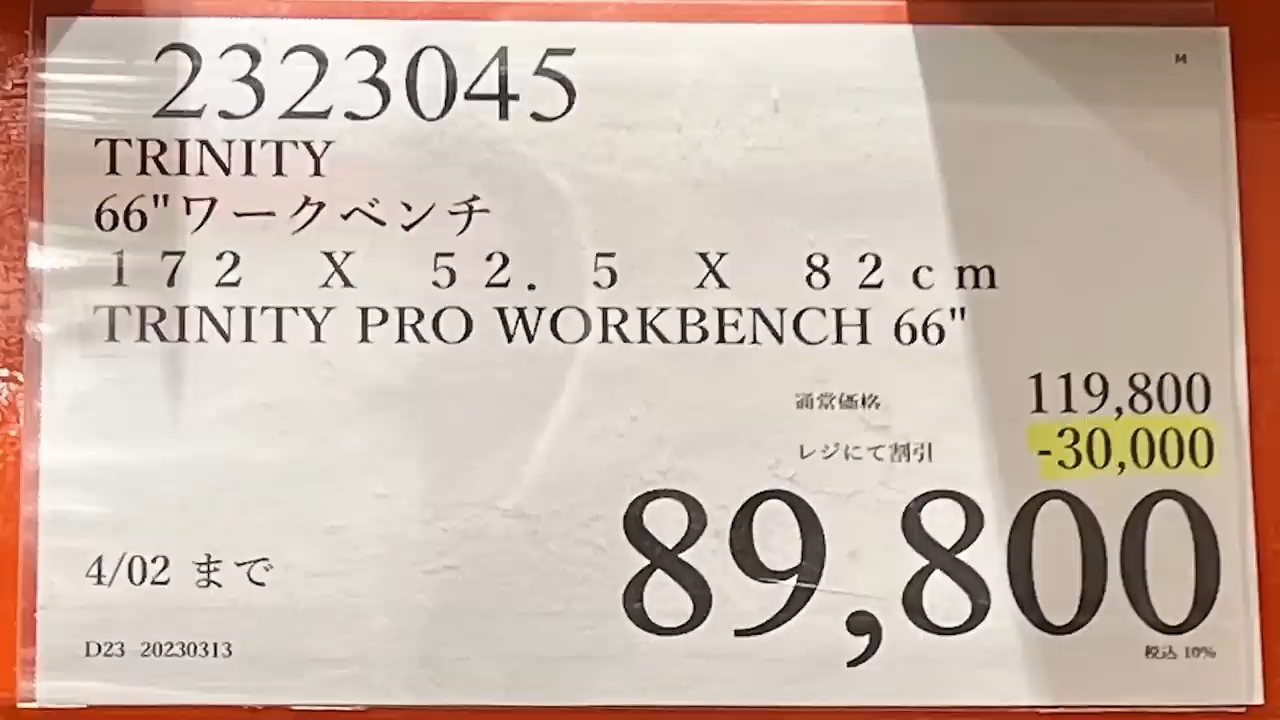 M
2323045
TRINITY
66"ワークベンチ
172 X 52.5 X 82cm
TRINITY PRO WORKBENCH 66"
通常価格 119,800
レジにて割引 -30,000
89,800
4/02 まで
税込 10%
D23 20230313